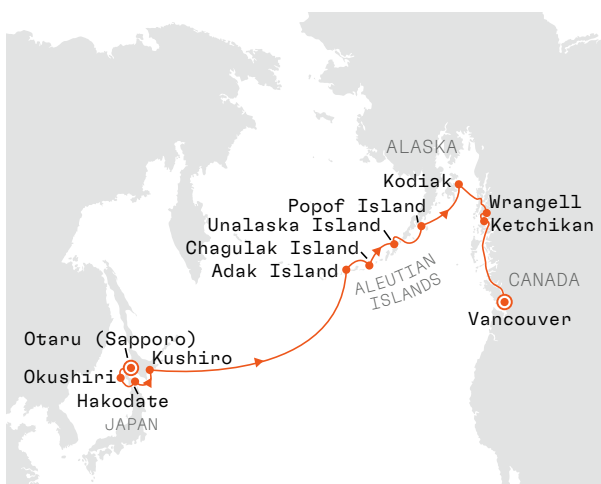 ALASKA
Kodiak
Popof Island
Wrangell
Unalaska Island
Ketchikan
Chagulak Island
Adak Island
ALEUTIAN
ISLANDS
CANADA
Vancouver
Otaru (Sapporo)
Kushiro
Okushiri
Hakodate
JAPAN